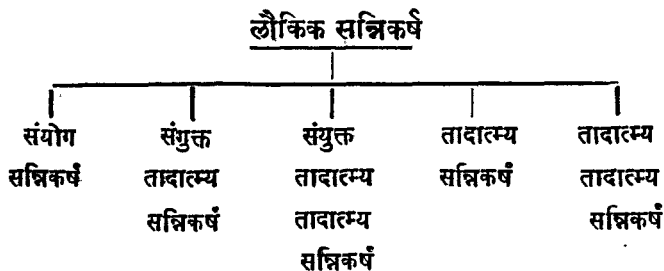 लौकिक सन्निकर्ष
संयोग सन्निकर्ष
संगुक्त तादात्म्य सन्निकर्ष
संयुक्त तादात्म्य तादात्म्य सन्निकर्ष
तादात्म्य सन्निकर्ष
तादात्म्य तादात्म्य सन्निकर्ष